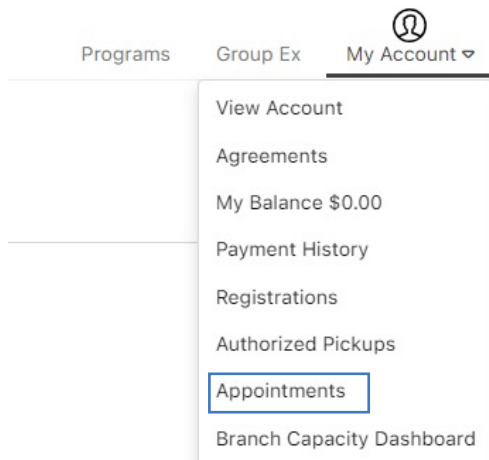 Programs Group Ex My Account
View Account
Agreements
My Balance $0.00
Payment History
Registrations
Authorized Pickups
Appointments
Branch Capacity Dashboard